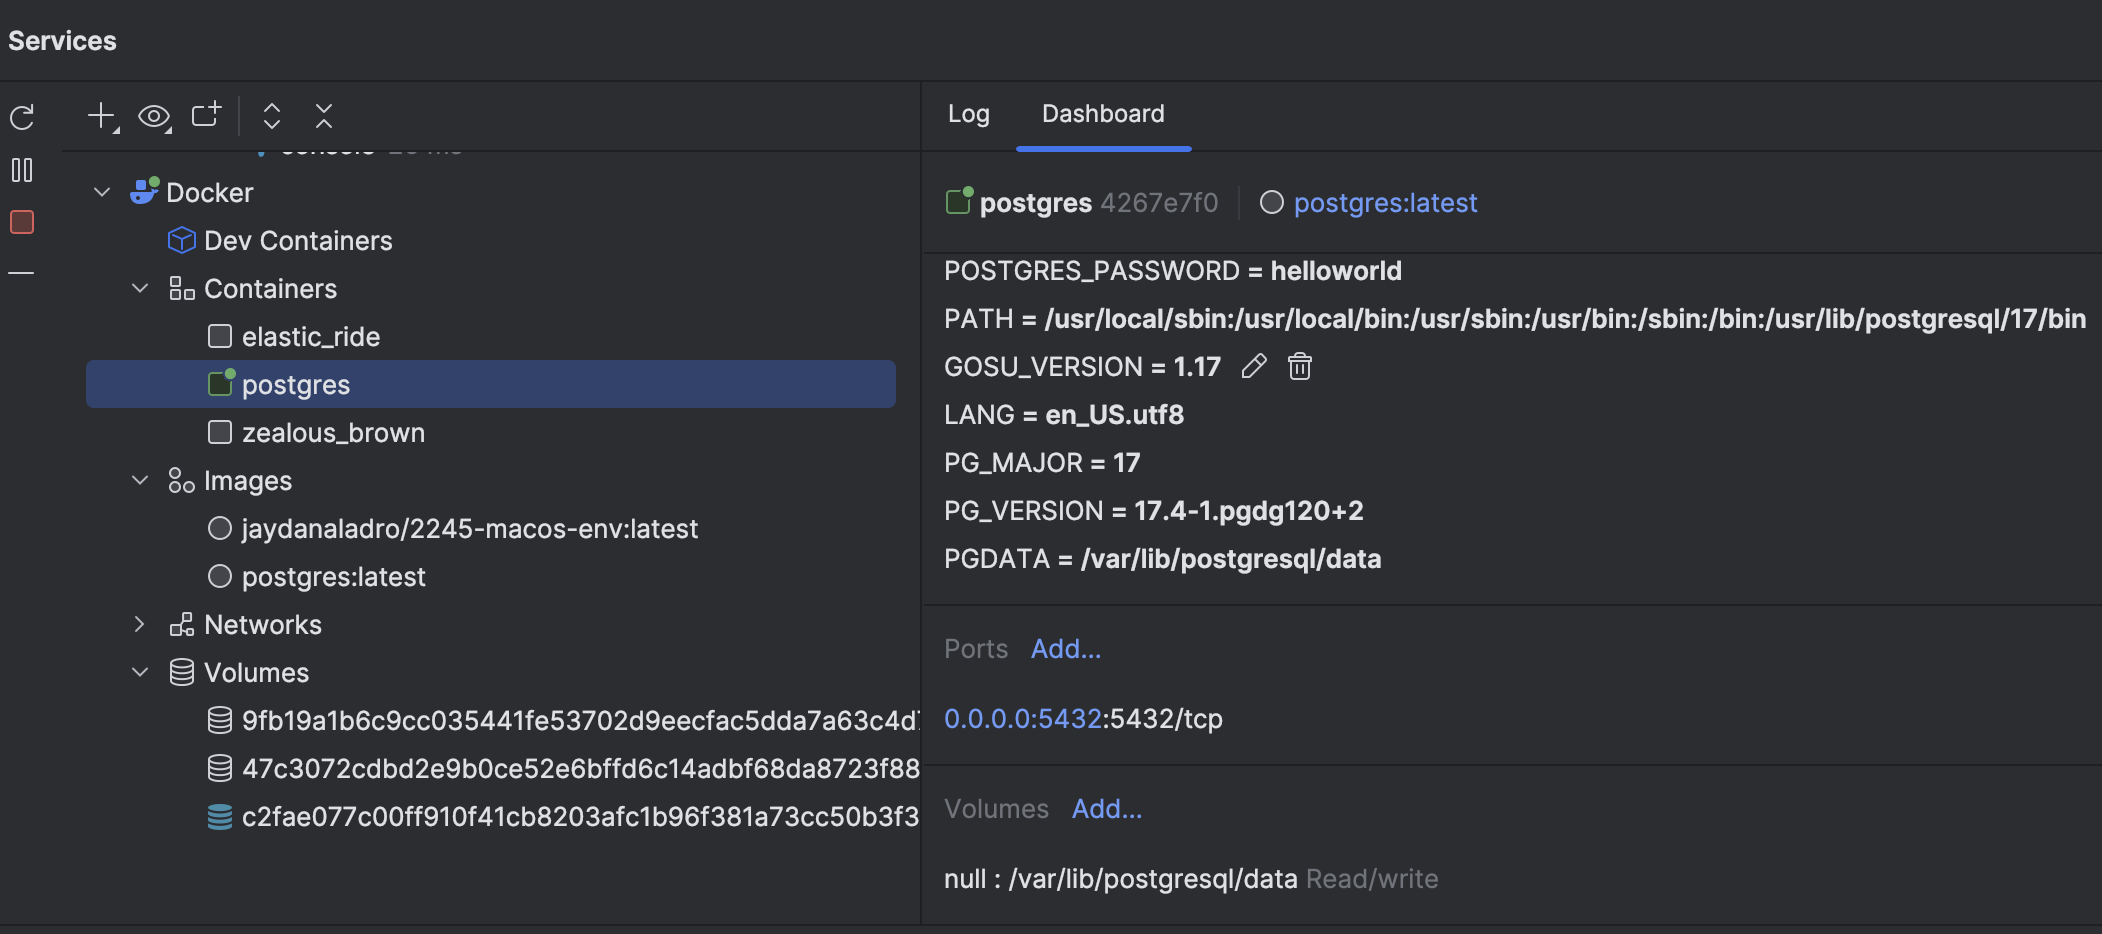 Services
Docker
Dev Containers
Containers
elastic_ride
postgres
zealous_brown
Images
jaydanaladro/2245-macos-env:latest
postgres:latest
Networks
Volumes
9fb19a1b6c9cc035441fe53702d9eecfac5dda7a63c4d7
47c3072cdbd2e9b0ce52e6bffd6c14adbf68da8723f88
c2fae077c00ff910f41cb8203afc1b96f381a73cc50b3f3
Log Dashboard
postgres 4267e7f0 postgres:latest
POSTGRES_PASSWORD = helloworld
PATH = /usr/local/sbin:/usr/local/bin:/usr/sbin:/usr/bin:/sbin:/bin:/usr/lib/postgresql/17/bin
GOSU_VERSION = 1.17
LANG = en_US.utf8
PG_MAJOR = 17
PG_VERSION = 17.4-1.pgdg120+2
PGDATA = /var/lib/postgresql/data
Ports Add...
0.0.0.0:5432:5432/tcp
Volumes Add...
null : /var/lib/postgresql/data Read/write